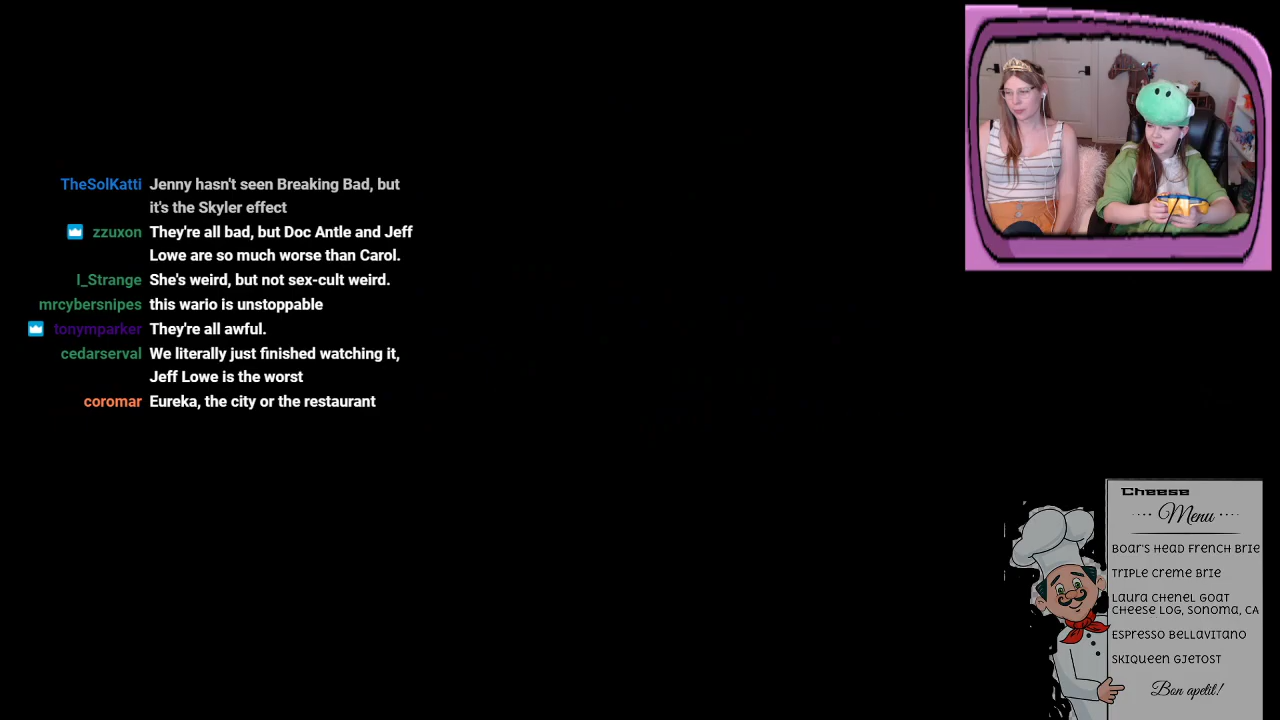 TheSolKatti Jenny hasn't seen Breaking Bad, but
it's the Skyler effect
zzuxon They're all bad, but Doc Antle and Jeff
Lowe are so much worse than Carol.
I_Strange She's weird, but not sex-cult weird.
mrcybersnipes this wario is unstoppable
tonymparker They're all awful.
cedarserval We literally just finished watching it,
Jeff Lowe is the worst
coromar Eureka, the city or the restaurant
Cheese
Menu
Boar's Head French Brie
Triple Creme Brie
Laura Chenel Goat
Cheese Log, Sonoma, CA
Espresso Bellavitano
Skiqueen Gjetost
Bon apetit!